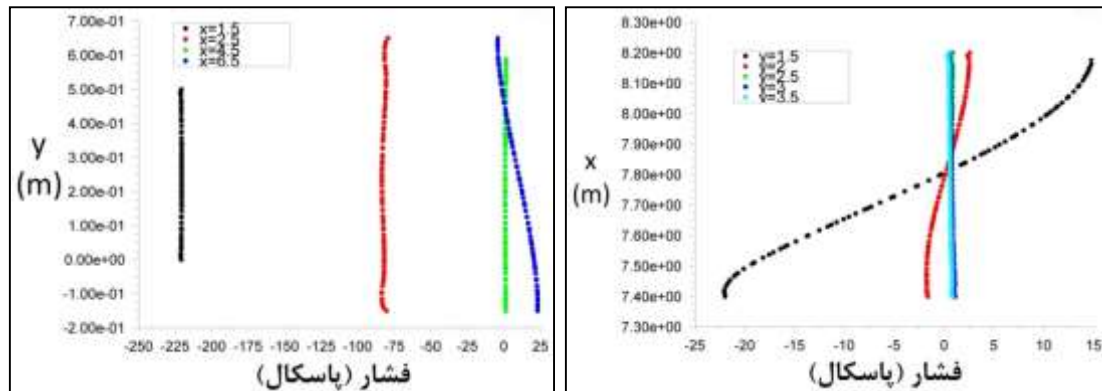 7.00e-01
6.00e-01
5.00e-01
4.00e-01
3.00e-01
2.00e-01
1.00e-01
0.00e+00
-1.00e-01
-2.00e-01
y
(m)
x=1.5
x=2.5
x=4.5
x=6.5
-250 -225 -200 -175 -150 -125 -100 -75 -50 -25 0 25
فشار (پاسکال)
8.30e+00
8.20e+00
8.10e+00
8.00e+00
7.90e+00
7.80e+00
7.70e+00
7.60e+00
7.50e+00
7.40e+00
7.30e+00
x
(m)
y=1.5
y=2
y=2.5
y=3
y=3.5
-25 -20 -15 -10 -5 0 5 10 15
فشار (پاسکال)